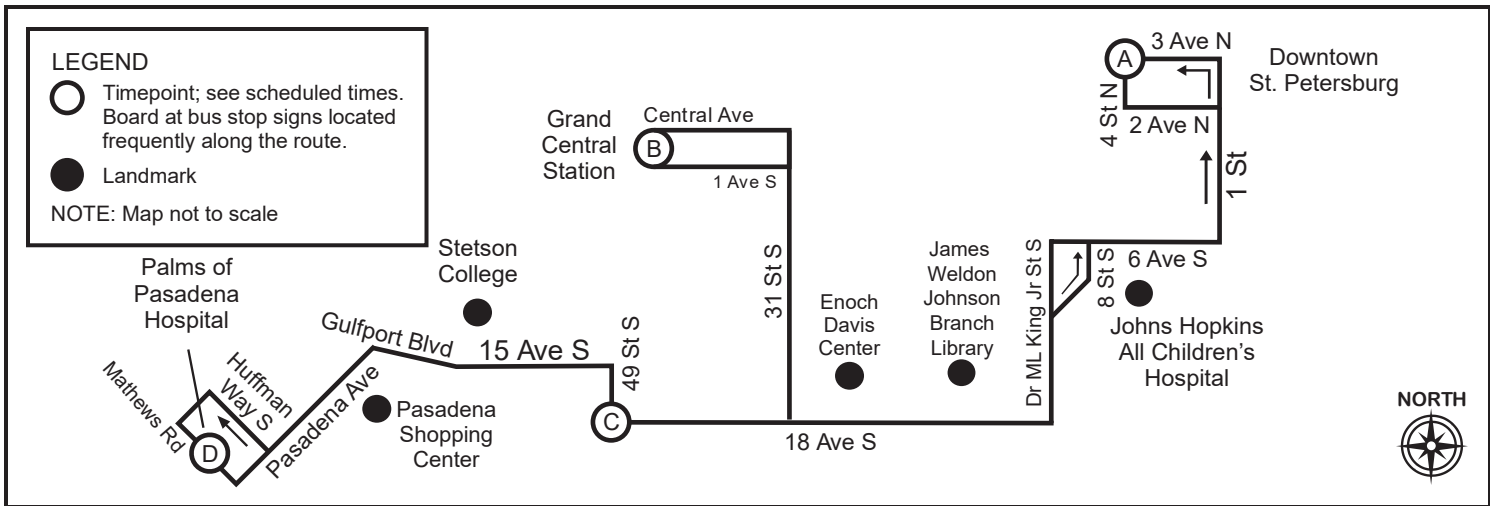 LEGEND
Timepoint; see scheduled times.
Board at bus stop signs located
frequently along the route.
Landmark
NOTE: Map not to scale
Palms of
Pasadena
Hospital
Mathews Rd
D
Huffman
Way S
Pasadena Ave
Gulfport Blvd
Stetson
College
15 Ave S
Pasadena
Shopping
Center
49 St S
C
Grand
Central
Station
B
Central Ave
1 Ave S
31 St S
18 Ave S
Enoch
Davis
Center
James
Weldon
Johnson
Branch
Library
Dr ML King Jr St S
8 St S
6 Ave S
Johns Hopkins
All Children's
Hospital
1 St
A
3 Ave N
4 St N
2 Ave N
Downtown
St. Petersburg
NORTH